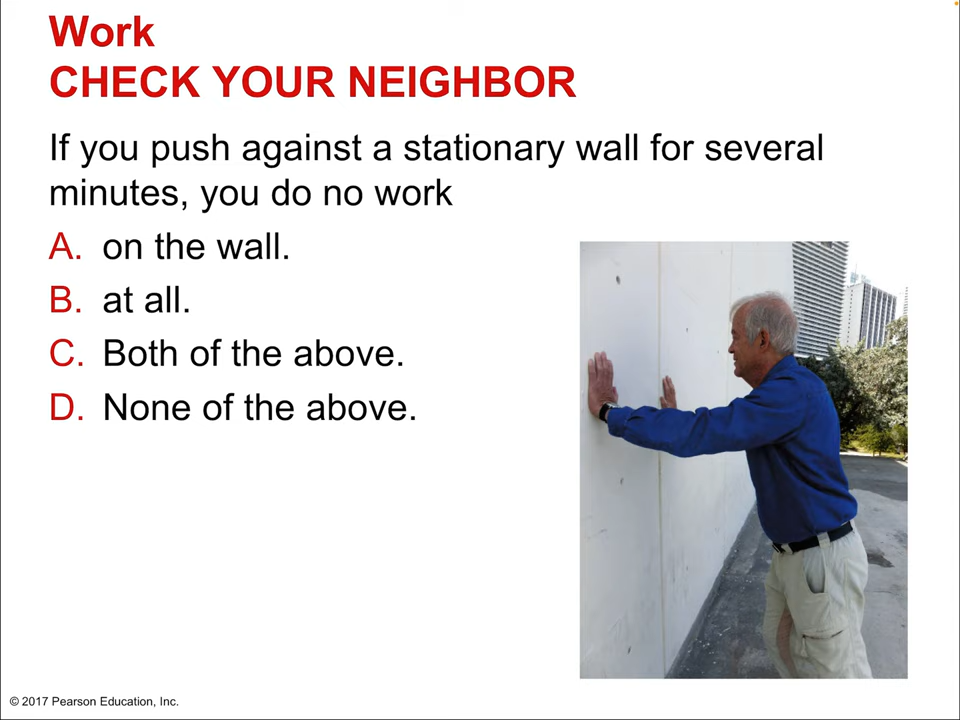 Work
CHECK YOUR NEIGHBOR
If you push against a stationary wall for several
minutes, you do no work
A. on the wall.
B. at all.
C. Both of the above.
D. None of the above.
© 2017 Pearson Education, Inc.